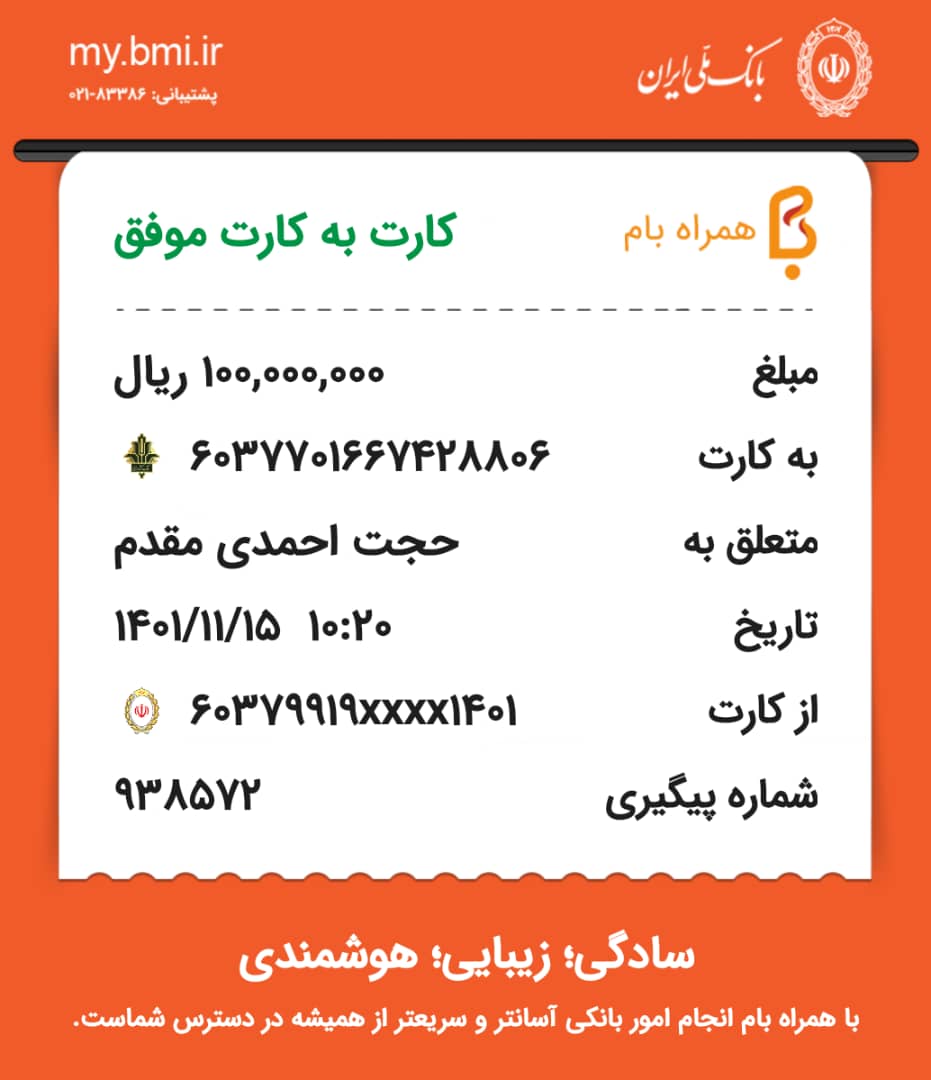 my.bmi.ir
بانک ملّی ایران
پشتیبانی: ۸۳۳۸۶-۰۲۱
همراه بام
کارت به کارت موفق
مبلغ ۱۰۰,۰۰۰,۰۰۰ ریال
به کارت ۶۰۳۷۷۰۱۶۶۷۴۲۸۸۰۶
متعلق به حجت احمدی مقدم
تاریخ ۱۰:۲۰ ۱۴۰۱/۱۱/۱۵
از کارت ۶۰۳۷۹۹۱۹xxxx۱۴۰۱
شماره پیگیری ۹۳۸۵۷۲
سادگی؛ زیبایی؛ هوشمندی
با همراه بام انجام امور بانکی آسانتر و سریعتر از همیشه در دسترس شماست.